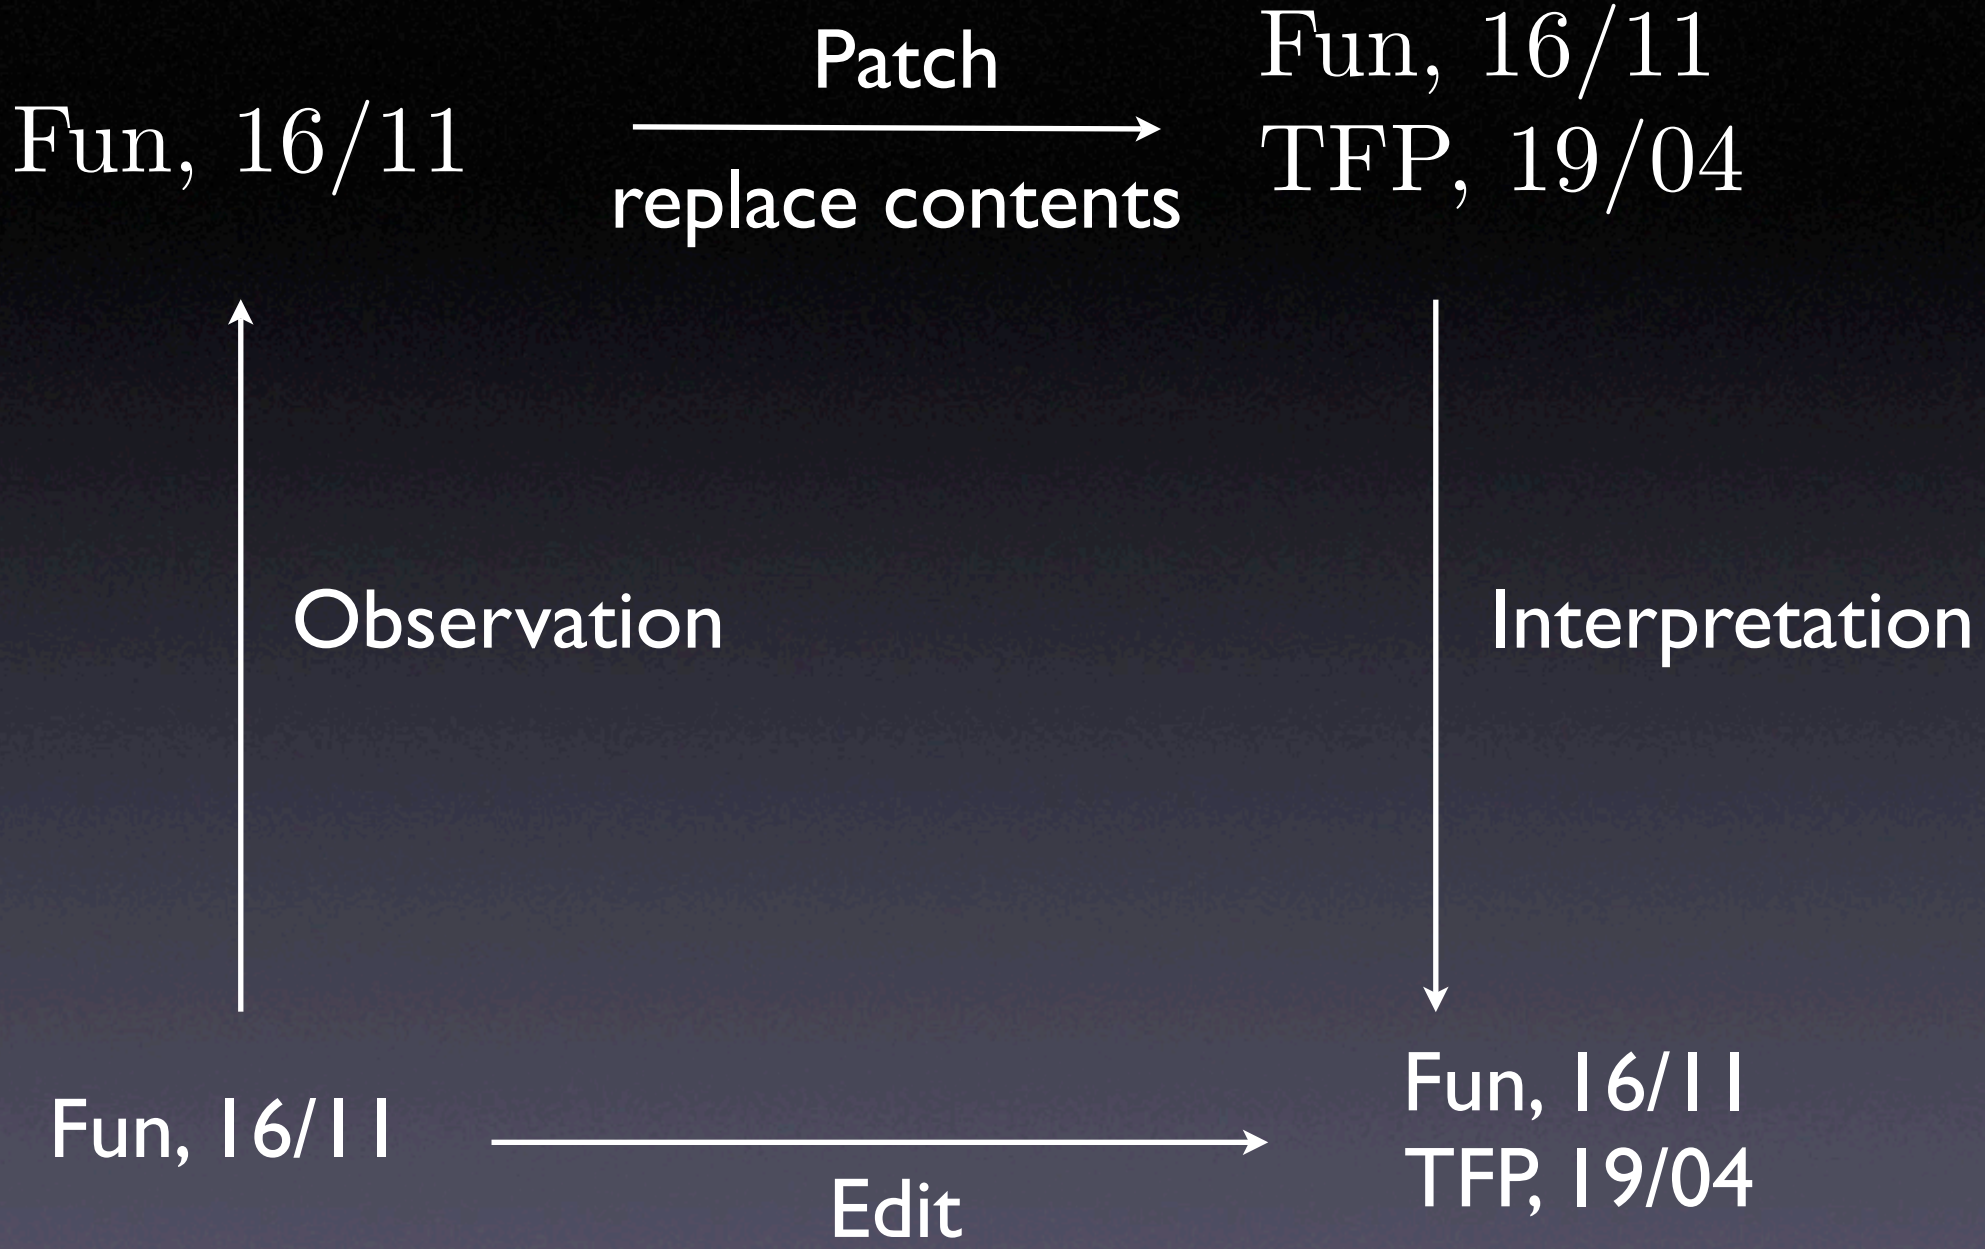 Fun, 16/11
Patch
replace contents
Fun, 16/11
TFP, 19/04
Observation
Interpretation
Fun, 16/11
Edit
Fun, 16/11
TFP, 19/04